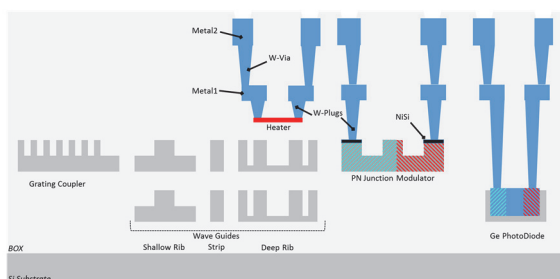 Metal2
W-Via
Metal1
W-Plugs
NiSi
Heater
Grating Coupler
PN Junction Modulator
Ge PhotoDiode
Wave Guides
BOX
Shallow Rib
Strip
Deep Rib
Si Substrate